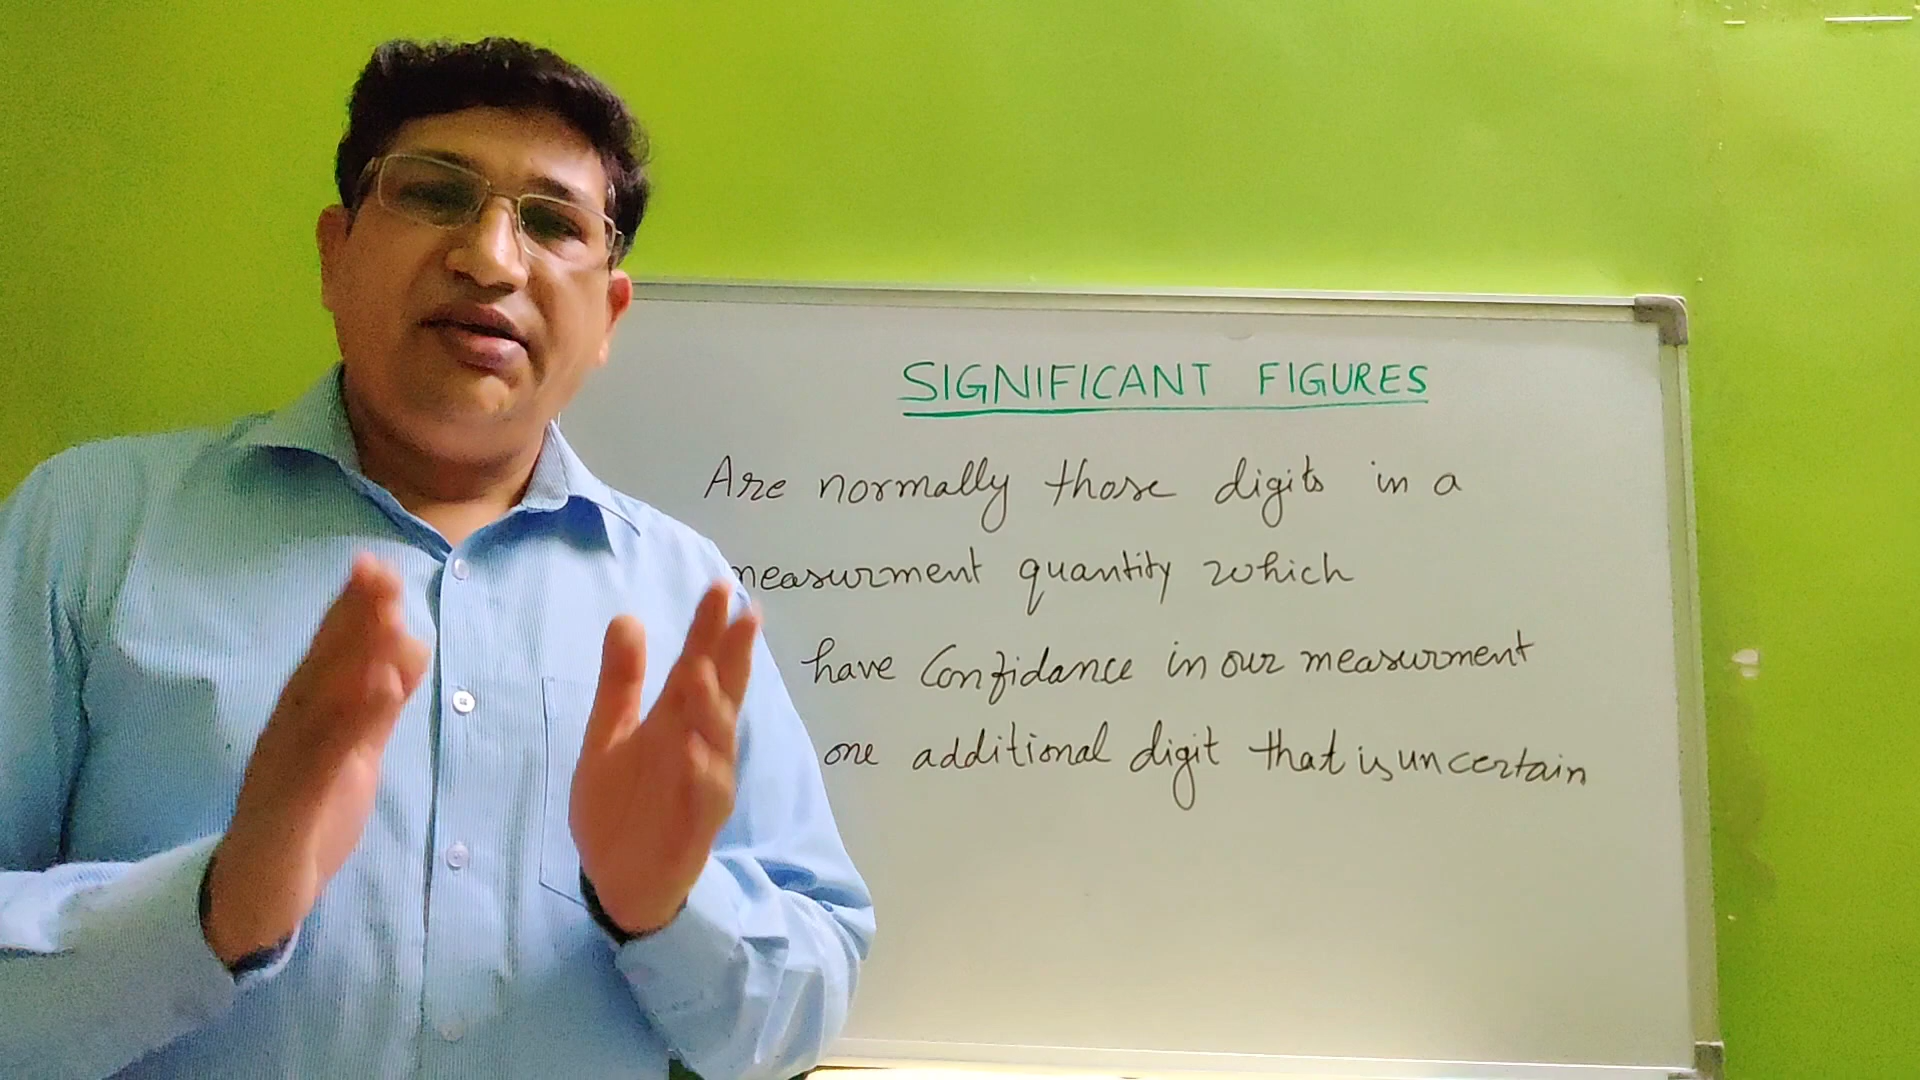 SIGNIFICANT FIGURES
Are normally those digits in a
measurment quantity which
have Confidance in our measurment
one additional digit that is uncertain